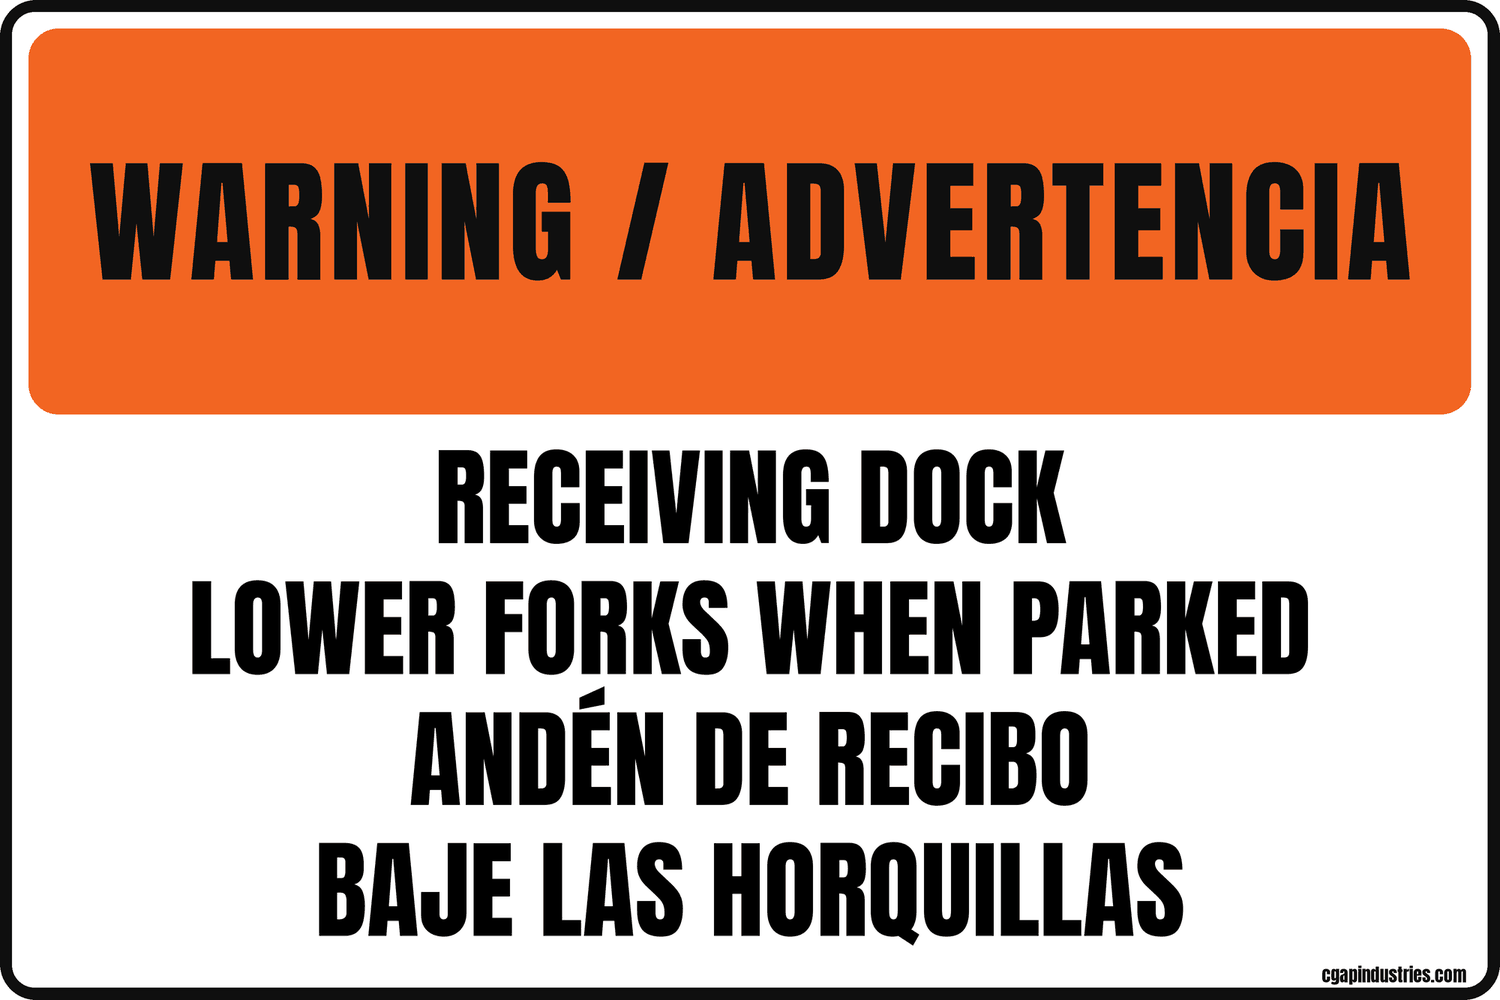 WARNING / ADVERTENCIA
RECEIVING DOCK
LOWER FORKS WHEN PARKED
ANDÉN DE RECIBO
BAJE LAS HORQUILLAS
cgapindustries.com